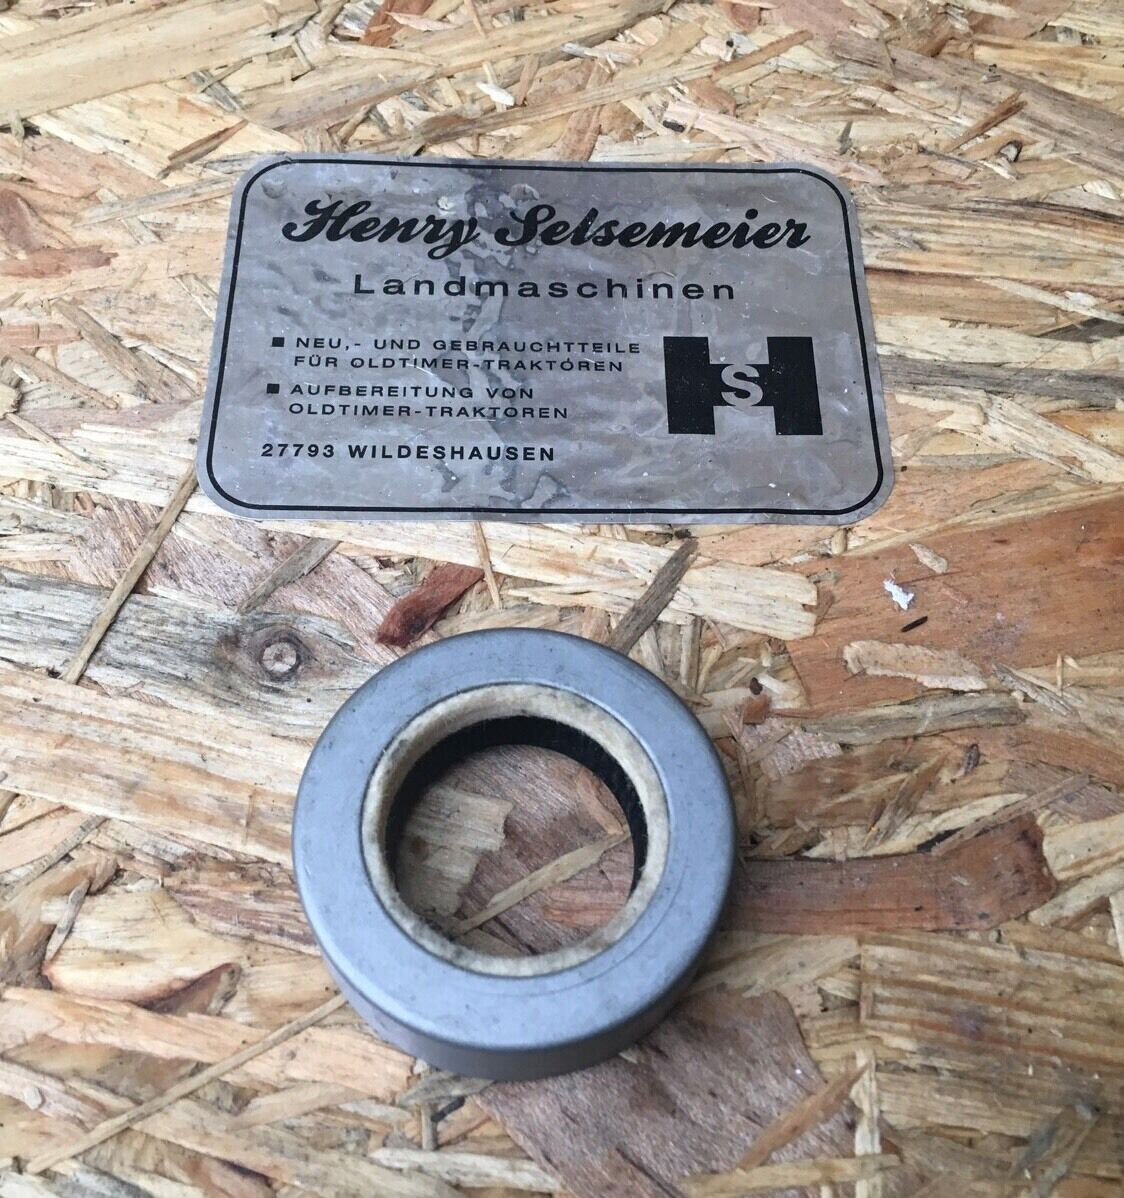 Henry Selsemeier
Landmaschinen
■ NEU,- UND GEBRAUCHTTEILE
FÜR OLDTIMER-TRAKTOREN
■ AUFBEREITUNG VON
OLDTIMER-TRAKTOREN
HS
27793 WILDESHAUSEN